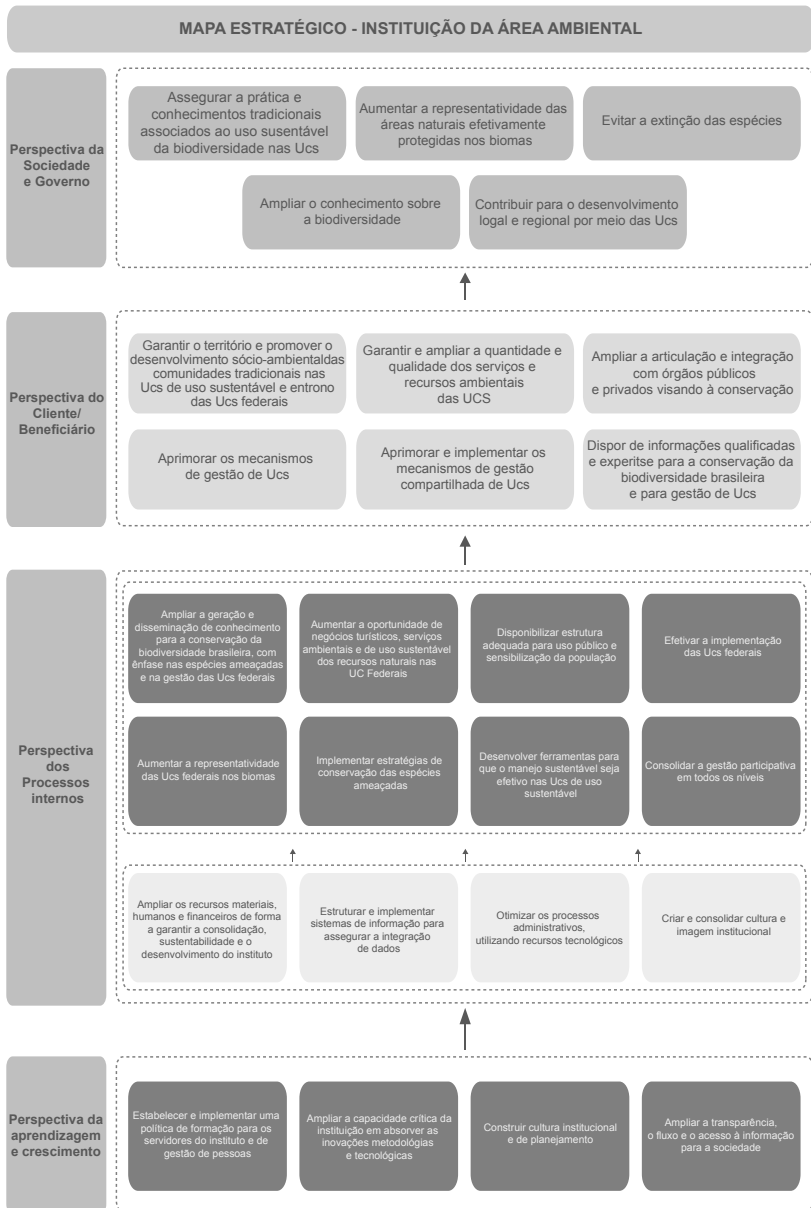 MAPA ESTRATÉGICO - INSTITUIÇÃO DA ÁREA AMBIENTAL
Perspectiva da
Sociedade
e Governo
Assegurar a prática e
conhecimentos tradicionais
associados ao uso susentável
da biodiversidade nas Ucs
Aumentar a representatividade das
áreas naturais efetivamente
protegidas nos biomas
Evitar a extinção das espécies
Ampliar o conhecimento sobre
a biodiversidade
Contribuir para o desenvolvimento
local e regional por meio das Ucs
Perspectiva do
Cliente/
Beneficiário
Garantir o território e promover o
desenvolvimento sócio-ambientaldas
comunidades tradicionais nas
Ucs de uso sustentável e entrono
das Ucs federais
Garantir e ampliar a quantidade e
qualidade dos serviços e
recursos ambientais
das UCS
Ampliar a articulação e integração
com órgãos públicos
e privados visando à conservação
Aprimorar os mecanismos
de gestão de Ucs
Aprimorar e implementar os
mecanismos de gestão
compartilhada de Ucs
Dispor de informações qualificadas
e experitse para a conservação da
biodiversidade brasileira
e para gestão de Ucs
Perspectiva
dos
Processos
internos
Ampliar a geração e
disseminação de conhecimento
para a conservação da
biodiversidade brasileira, com
ênfase nas espécies ameaçadas
e na gestão das Ucs federais
Aumentar a oportunidade de
negócios turísticos, serviços
ambientais e de uso sustentável
dos recursos naturais nas
UC Federais
Disponibilizar estrutura
adequada para uso público e
sensibilização da população
Efetivar a implementação
das Ucs federais
Aumentar a representatividade
das Ucs federais nos biomas
Implementar estratégias de
conservação das espécies
ameaçadas
Desenvolver ferramentas para
que o manejo sustentável seja
efetivo nas Ucs de uso
sustentável
Consolidar a gestão participativa
em todos os níveis
Ampliar os recursos materiais,
humanos e financeiros de forma
a garantir a consolidação,
sustentabilidade e o
desenvolvimento do instituto
Estruturar e implementar
sistemas de informação para
assegurar a integração
de dados
Otimizar os processos
administrativos,
utilizando recursos tecnológicos
Criar e consolidar cultura e
imagem institucional
Perspectiva da
aprendizagem
e crescimento
Estabelecer e implementar uma
política de formação para os
servidores do instituto e de
gestão de pessoas
Ampliar a capacidade crítica da
instituição em absorver as
inovações metodológias
e tecnológicas
Construir cultura institucional
e de planejamento
Ampliar a transparência,
o fluxo e o acesso à informação
para a sociedade